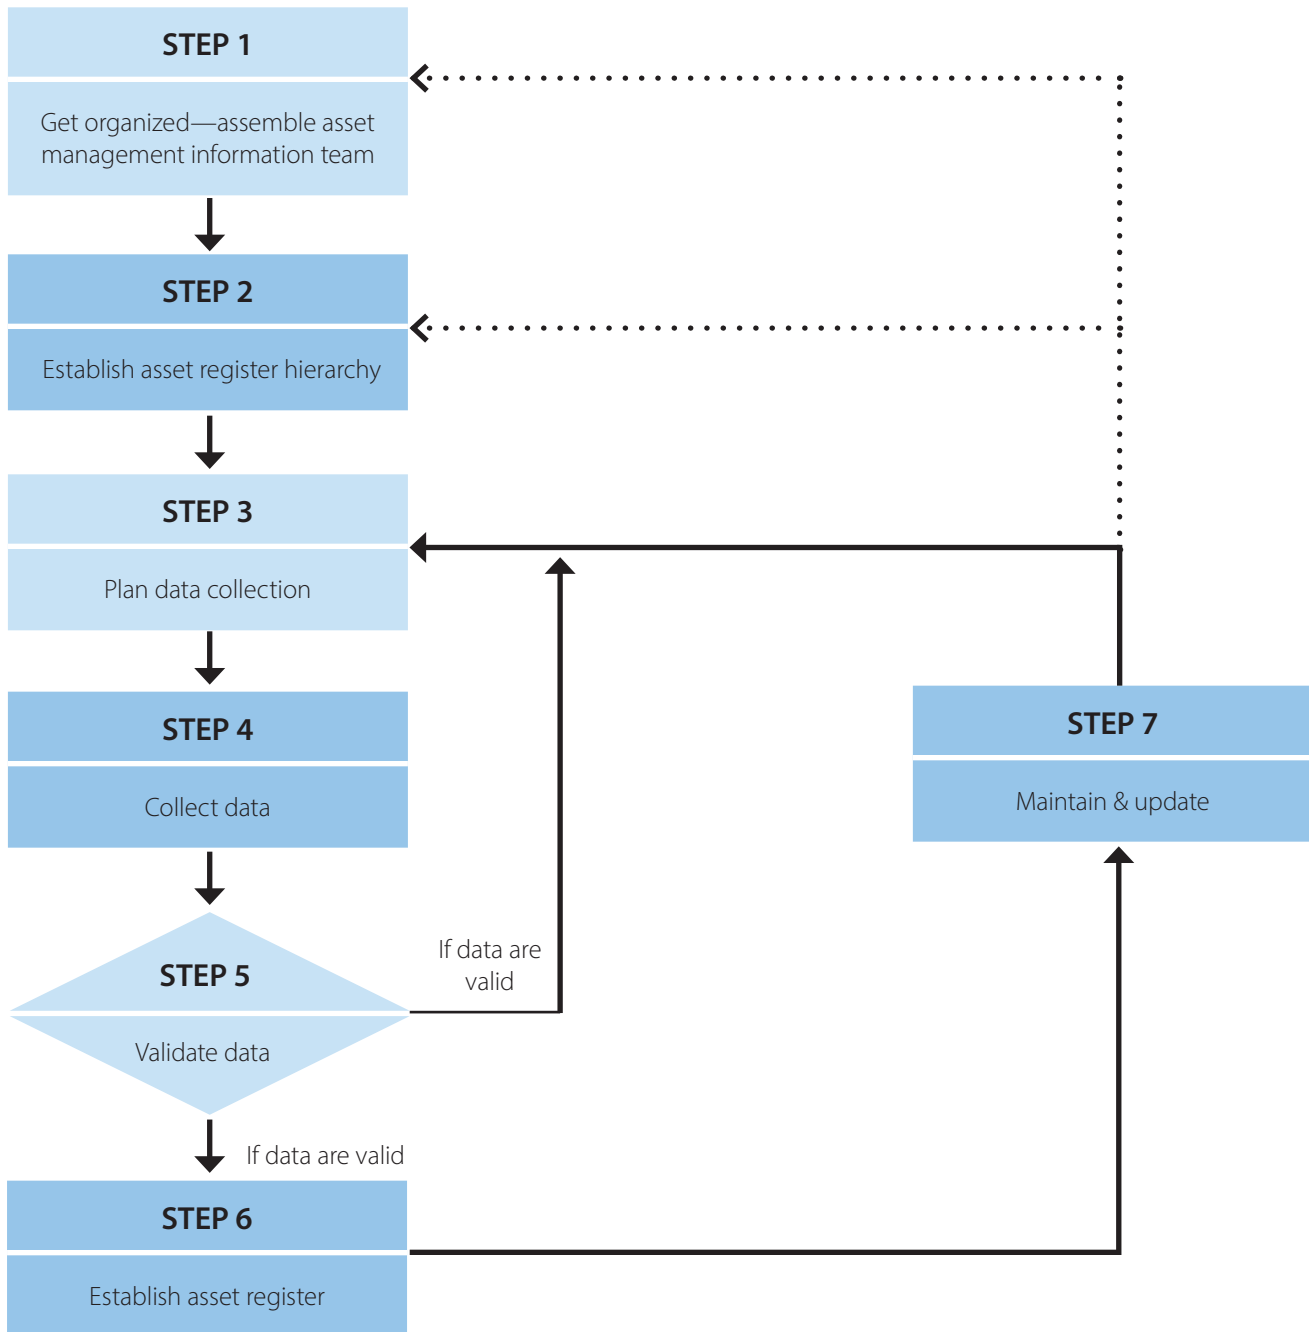 STEP 1
Get organized—assemble asset
management information team
STEP 2
Establish asset register hierarchy
STEP 3
Plan data collection
STEP 4
Collect data
STEP 7
Maintain & update
STEP 5
Validate data
If data are
valid
If data are valid
STEP 6
Establish asset register